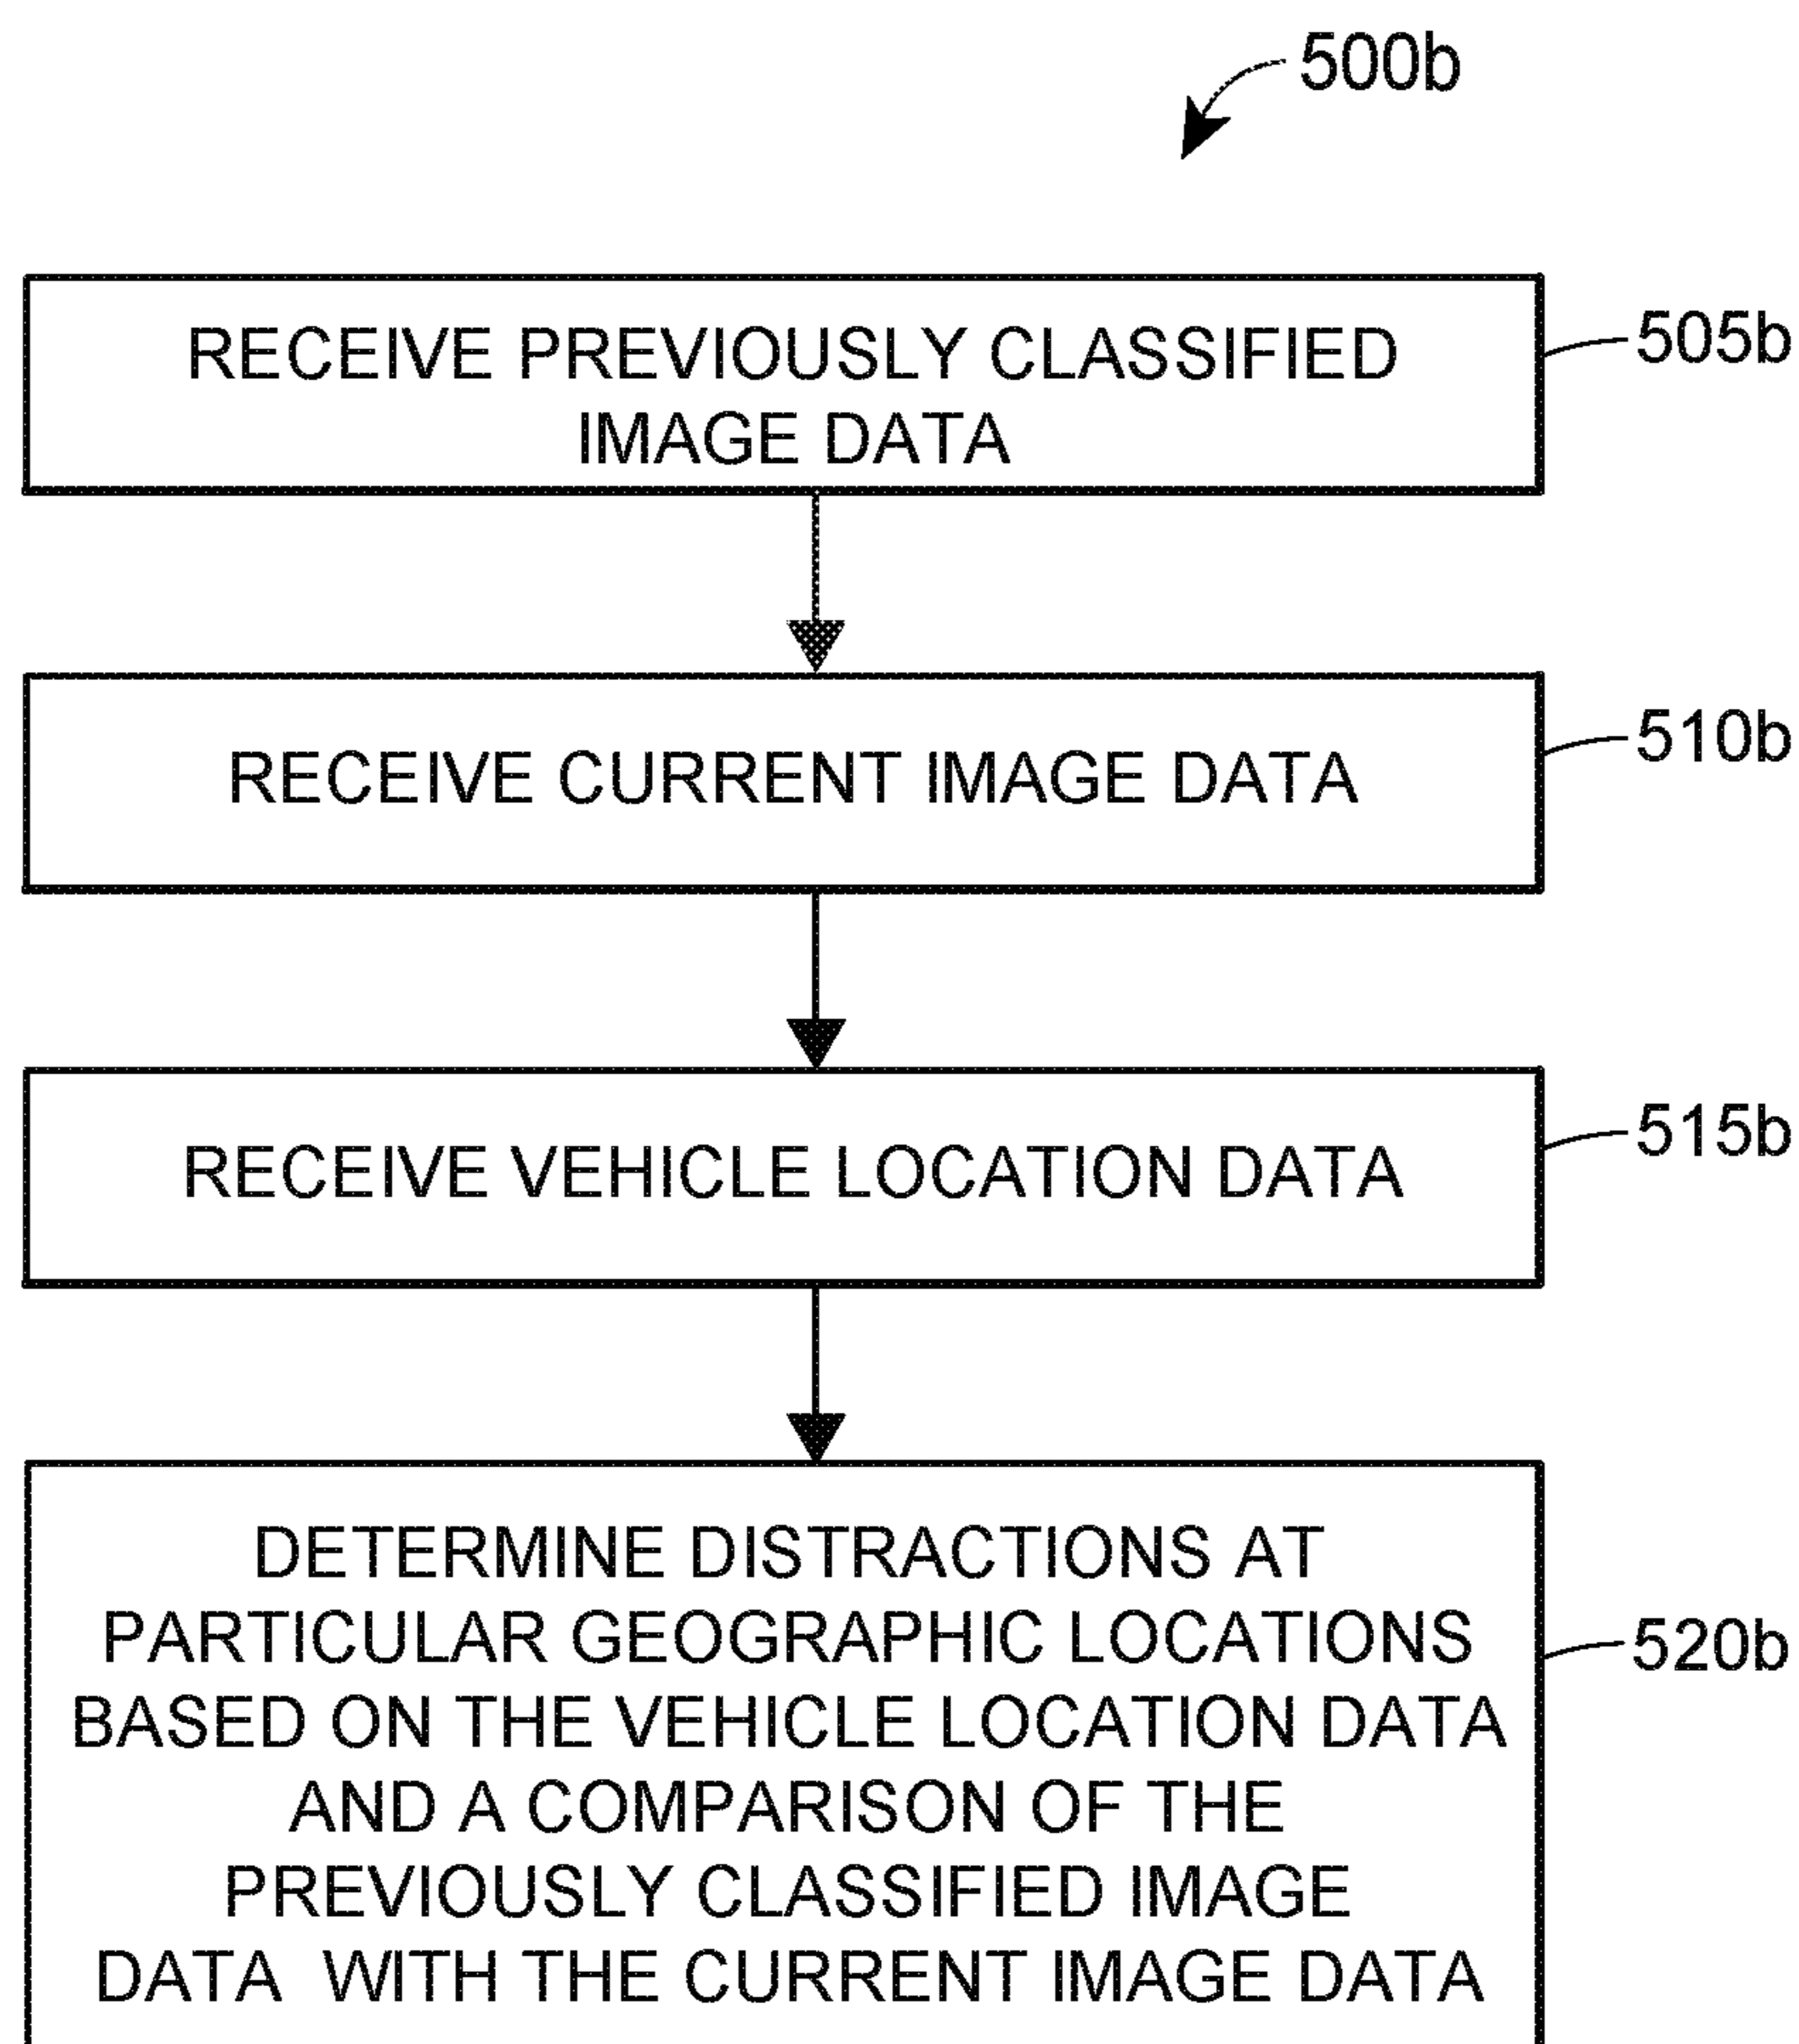 500b
RECEIVE PREVIOUSLY CLASSIFIED
IMAGE DATA
505b
RECEIVE CURRENT IMAGE DATA
510b
RECEIVE VEHICLE LOCATION DATA
515b
DETERMINE DISTRACTIONS AT
PARTICULAR GEOGRAPHIC LOCATIONS
BASED ON THE VEHICLE LOCATION DATA
AND A COMPARISON OF THE
PREVIOUSLY CLASSIFIED IMAGE
DATA WITH THE CURRENT IMAGE DATA
520b